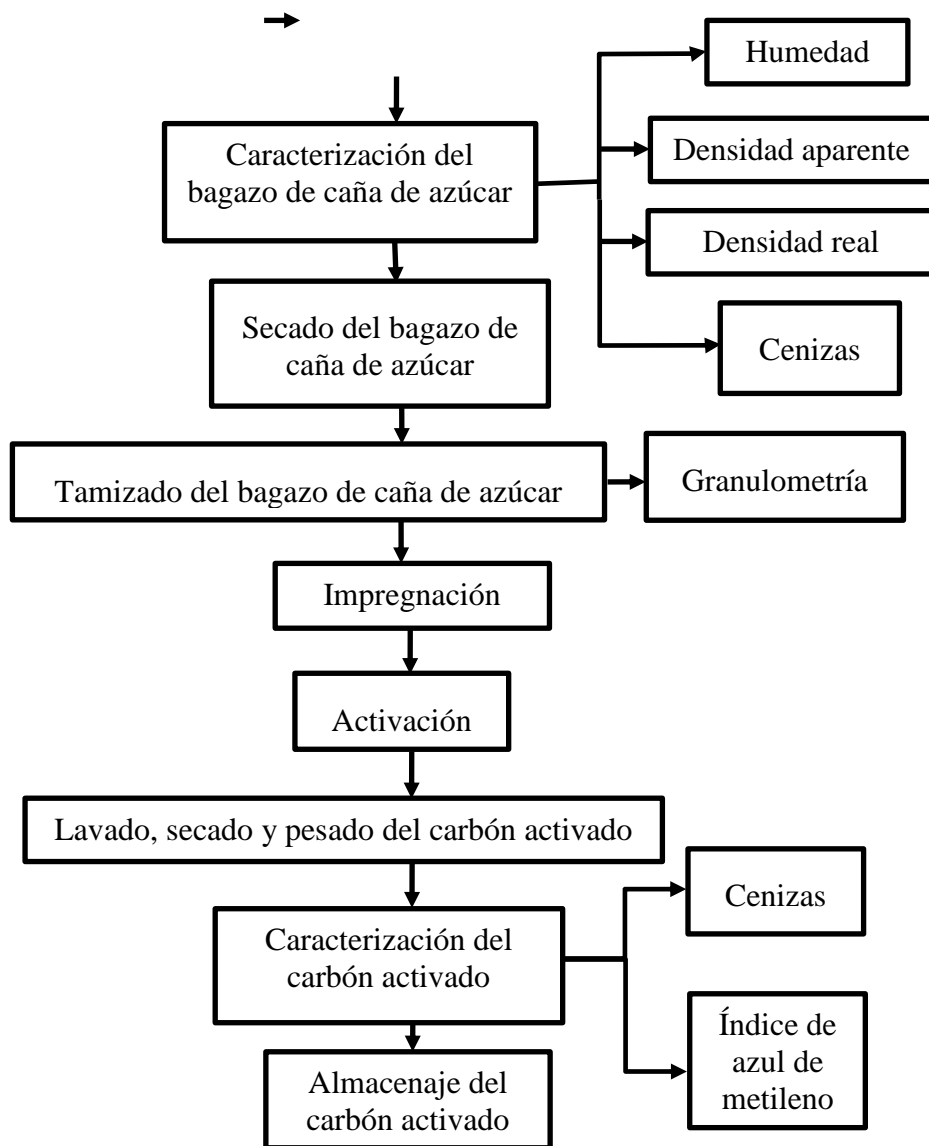 Humedad
Caracterización del
bagazo de caña de azúcar
Densidad aparente
Densidad real
Cenizas
Secado del bagazo de
caña de azúcar
Tamizado del bagazo de caña de azúcar
Granulometría
Impregnación
Activación
Lavado, secado y pesado del carbón activado
Caracterización del
carbón activado
Cenizas
Índice de
azul de
metileno
Almacenaje del
carbón activado